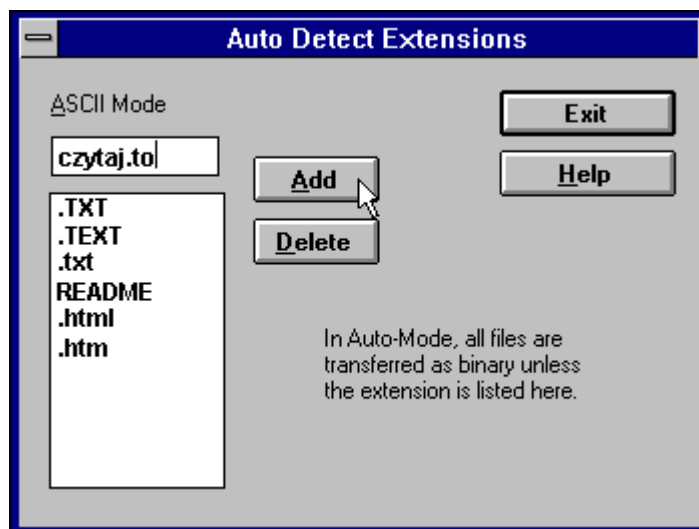 Auto Detect Extensions
ASCII Mode
czytaj.to
.TXT
.TEXT
.txt
README
.html
.htm
Add
Delete
Exit
Help
In Auto-Mode, all files are
transferred as binary unless
the extension is listed here.